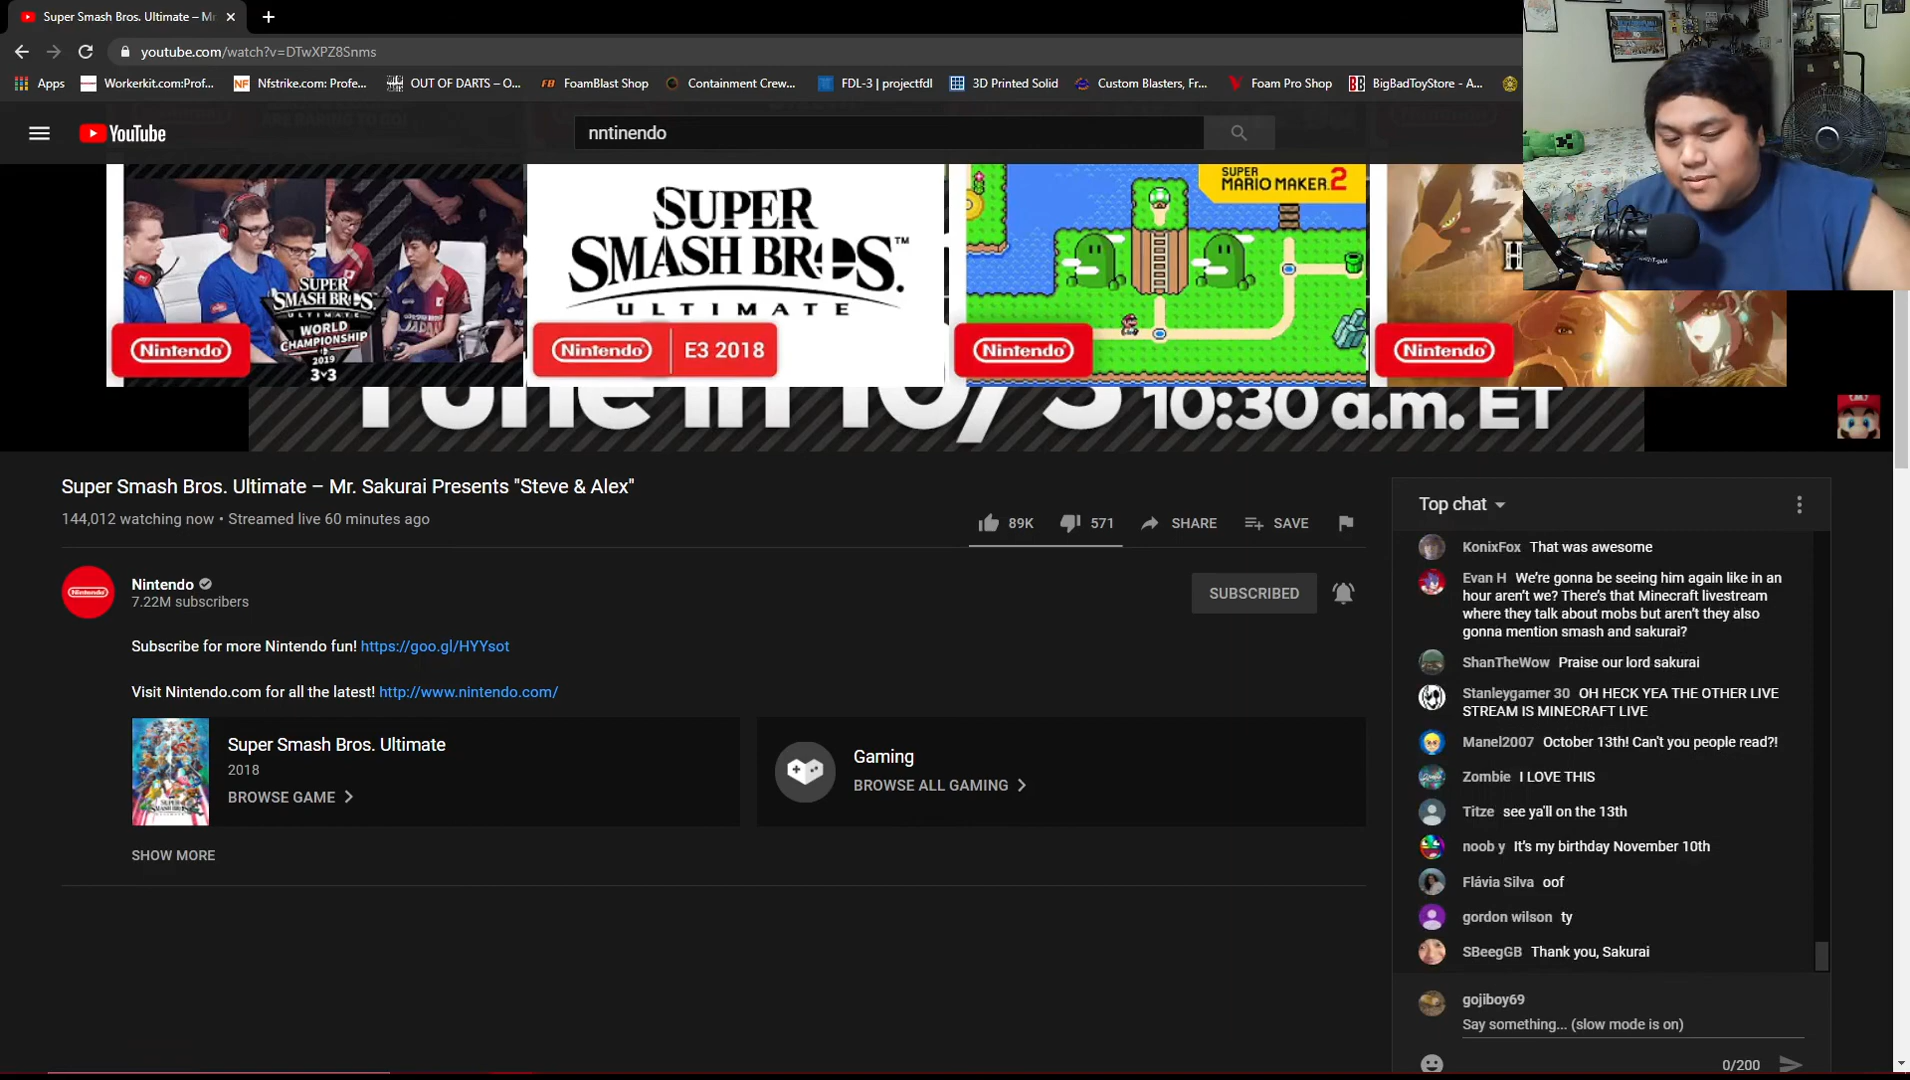 Super Smash Bros. Ultimate – Mr
youtube.com/watch?v=DTwXPZ8Snms
Apps
Workerkit.com:Prof...
Nfstrike.com: Profe...
OUT OF DARTS – O...
FoamBlast Shop
Containment Crew...
FDL-3 | projectfdl
3D Printed Solid
Custom Blasters, Fr...
Foam Pro Shop
BigBadToyStore - A...
YouTube
nntinendo
SUPER
SMASH BROS.
ULTIMATE
WORLD
CHAMPIONSHIP
2019
3v3
Nintendo
SUPER
SMASH BROS.™
ULTIMATE
Nintendo
E3 2018
SUPER
MARIO MAKER 2
Nintendo
Nintendo
Tune in 10/3 10:30 a.m. ET
Super Smash Bros. Ultimate – Mr. Sakurai Presents "Steve & Alex"
144,012 watching now • Streamed live 60 minutes ago
89K
571
SHARE
SAVE
Nintendo
Nintendo
7.22M subscribers
SUBSCRIBED
Subscribe for more Nintendo fun! https://goo.gl/HYYsot
Visit Nintendo.com for all the latest! http://www.nintendo.com/
Super Smash Bros. Ultimate
2018
BROWSE GAME
Gaming
BROWSE ALL GAMING
SHOW MORE
Top chat
KonixFox That was awesome
Evan H We're gonna be seeing him again like in an
hour aren't we? There's that Minecraft livestream
where they talk about mobs but aren't they also
gonna mention smash and sakurai?
ShanTheWow Praise our lord sakurai
Stanleygamer 30 OH HECK YEA THE OTHER LIVE
STREAM IS MINECRAFT LIVE
Manel2007 October 13th! Can't you people read?!
Zombie I LOVE THIS
Titze see ya'll on the 13th
noob y It's my birthday November 10th
Flávia Silva oof
gordon wilson ty
SBeegGB Thank you, Sakurai
gojiboy69
Say something... (slow mode is on)
0/200